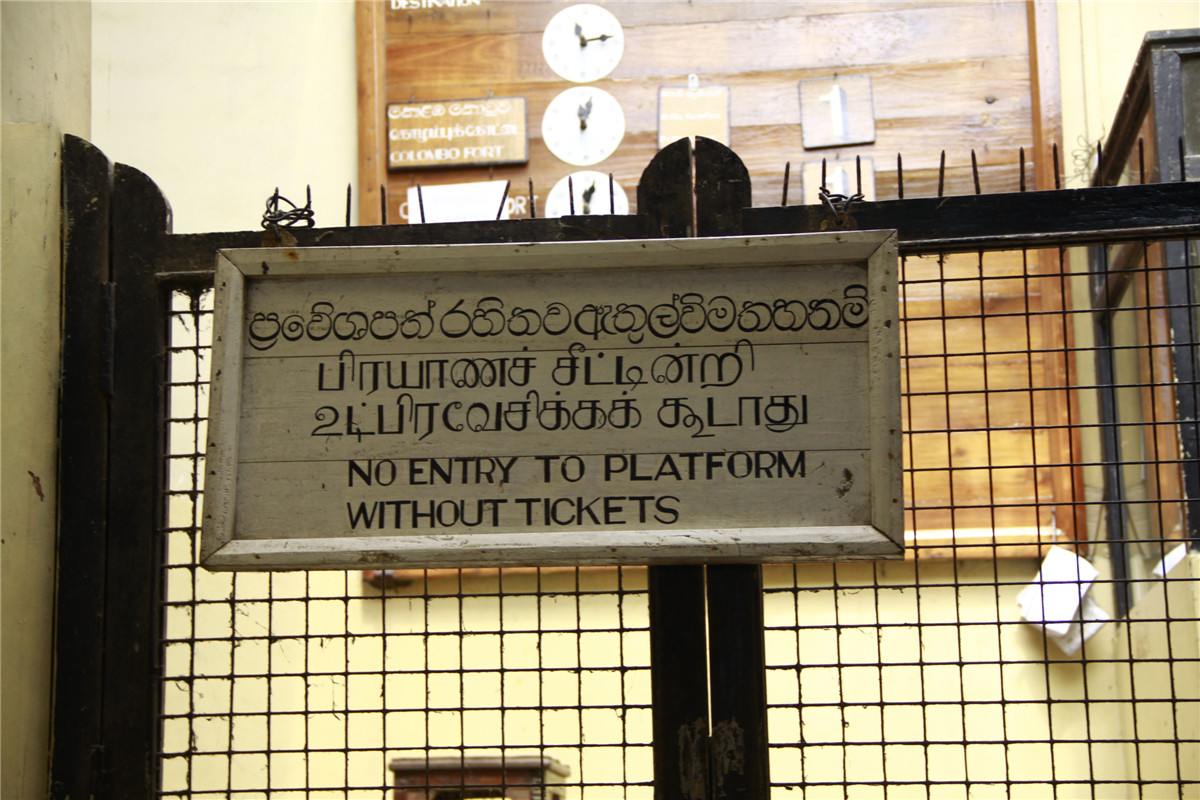 DESTINATION
කොළඹ කොටුව
கொழும்புக்கோட்டை
COLOMBO FORT
1
ප්‍රවේශපත් රහිතව ඇතුල්විම තහනම්
பிரயாணச் சீட்டின்றி
உட்பிரவேசிக்கக் கூடாது
NO ENTRY TO PLATFORM
WITHOUT TICKETS